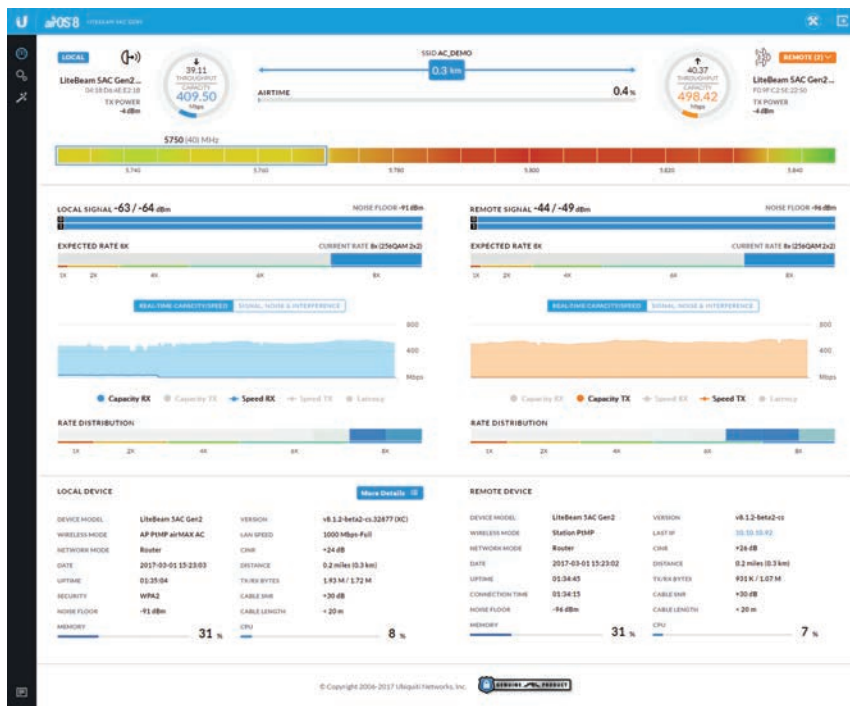 airOS 8
SSID AC_DEMO
LOCAL
39.11
THROUGHPUT
CAPACITY
409.50
Mbps
0.3 km
40.37
THROUGHPUT
CAPACITY
498.42
Mbps
REMOTE (2)
LiteBeam 5AC Gen2...
TX POWER
-4 dBm
AIRTIME
0.4 %
LiteBeam 5AC Gen2...
TX POWER
-4 dBm
5750 (40) MHz
5,740 5,760 5,780 5,800 5,820 5,840
LOCAL SIGNAL -63 / -64 dBm NOISE FLOOR -91 dBm
0
1
EXPECTED RATE 8X CURRENT RATE 8x (256QAM 2x2)
1X 2X 4X 6X 8X
REAL-TIME CAPACITY/SPEED SIGNAL, NOISE & INTERFERENCE
800
400
Mbps
Capacity RX Capacity TX Speed RX Speed TX Latency
RATE DISTRIBUTION
1X 2X 4X 6X 8X
REMOTE SIGNAL -44 / -49 dBm NOISE FLOOR -96 dBm
0
1
EXPECTED RATE 8X CURRENT RATE 8x (256QAM 2x2)
1X 2X 4X 6X 8X
REAL-TIME CAPACITY/SPEED SIGNAL, NOISE & INTERFERENCE
800
400
Mbps
Capacity RX Capacity TX Speed RX Speed TX Latency
RATE DISTRIBUTION
1X 2X 4X 6X 8X
LOCAL DEVICE More Details
DEVICE MODEL LiteBeam 5AC Gen2 VERSION v8.1.2-beta2-cs.32677 (XC)
WIRELESS MODE AP PtMP airMAX AC LAN SPEED 1000 Mbps-Full
NETWORK MODE Router CINR +24 dB
DATE 2017-03-01 15:23:03 DISTANCE 0.2 miles (0.3 km)
UPTIME 01:35:04 TX/RX BYTES 1.93 M / 1.72 M
SECURITY WPA2 CABLE SNR +30 dB
NOISE FLOOR -91 dBm CABLE LENGTH < 20 m
MEMORY 31 % CPU 8 %
REMOTE DEVICE
DEVICE MODEL LiteBeam 5AC Gen2 VERSION v8.1.2-beta2-cs
WIRELESS MODE Station PtMP LAST IP 10.10.10.92
NETWORK MODE Router CINR +26 dB
DATE 2017-03-01 15:23:02 DISTANCE 0.2 miles (0.3 km)
UPTIME 01:34:45 TX/RX BYTES 931 K / 1.07 M
CONNECTION TIME 01:34:15 CABLE SNR +30 dB
NOISE FLOOR -96 dBm CABLE LENGTH < 20 m
MEMORY 31 % CPU 7 %
© Copyright 2006-2017 Ubiquiti Networks, Inc. GENUINE PRODUCT